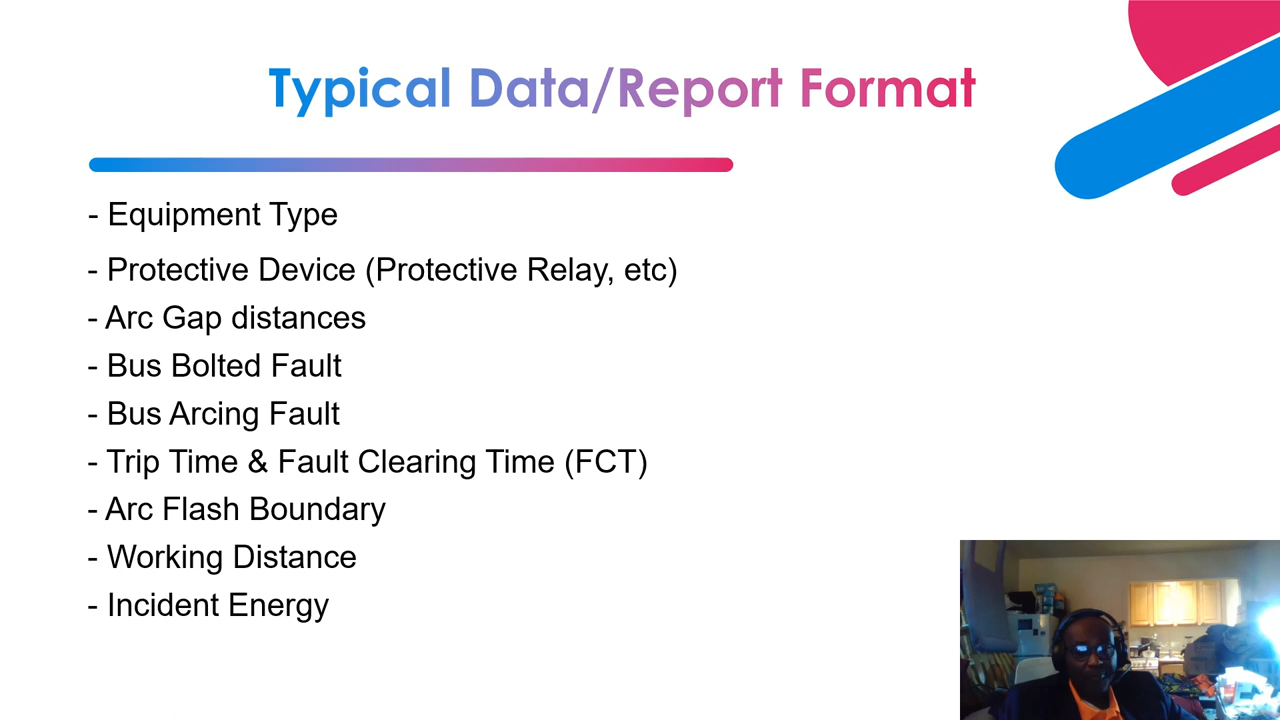 Typical Data/Report Format
- Equipment Type
- Protective Device (Protective Relay, etc)
- Arc Gap distances
- Bus Bolted Fault
- Bus Arcing Fault
- Trip Time & Fault Clearing Time (FCT)
- Arc Flash Boundary
- Working Distance
- Incident Energy